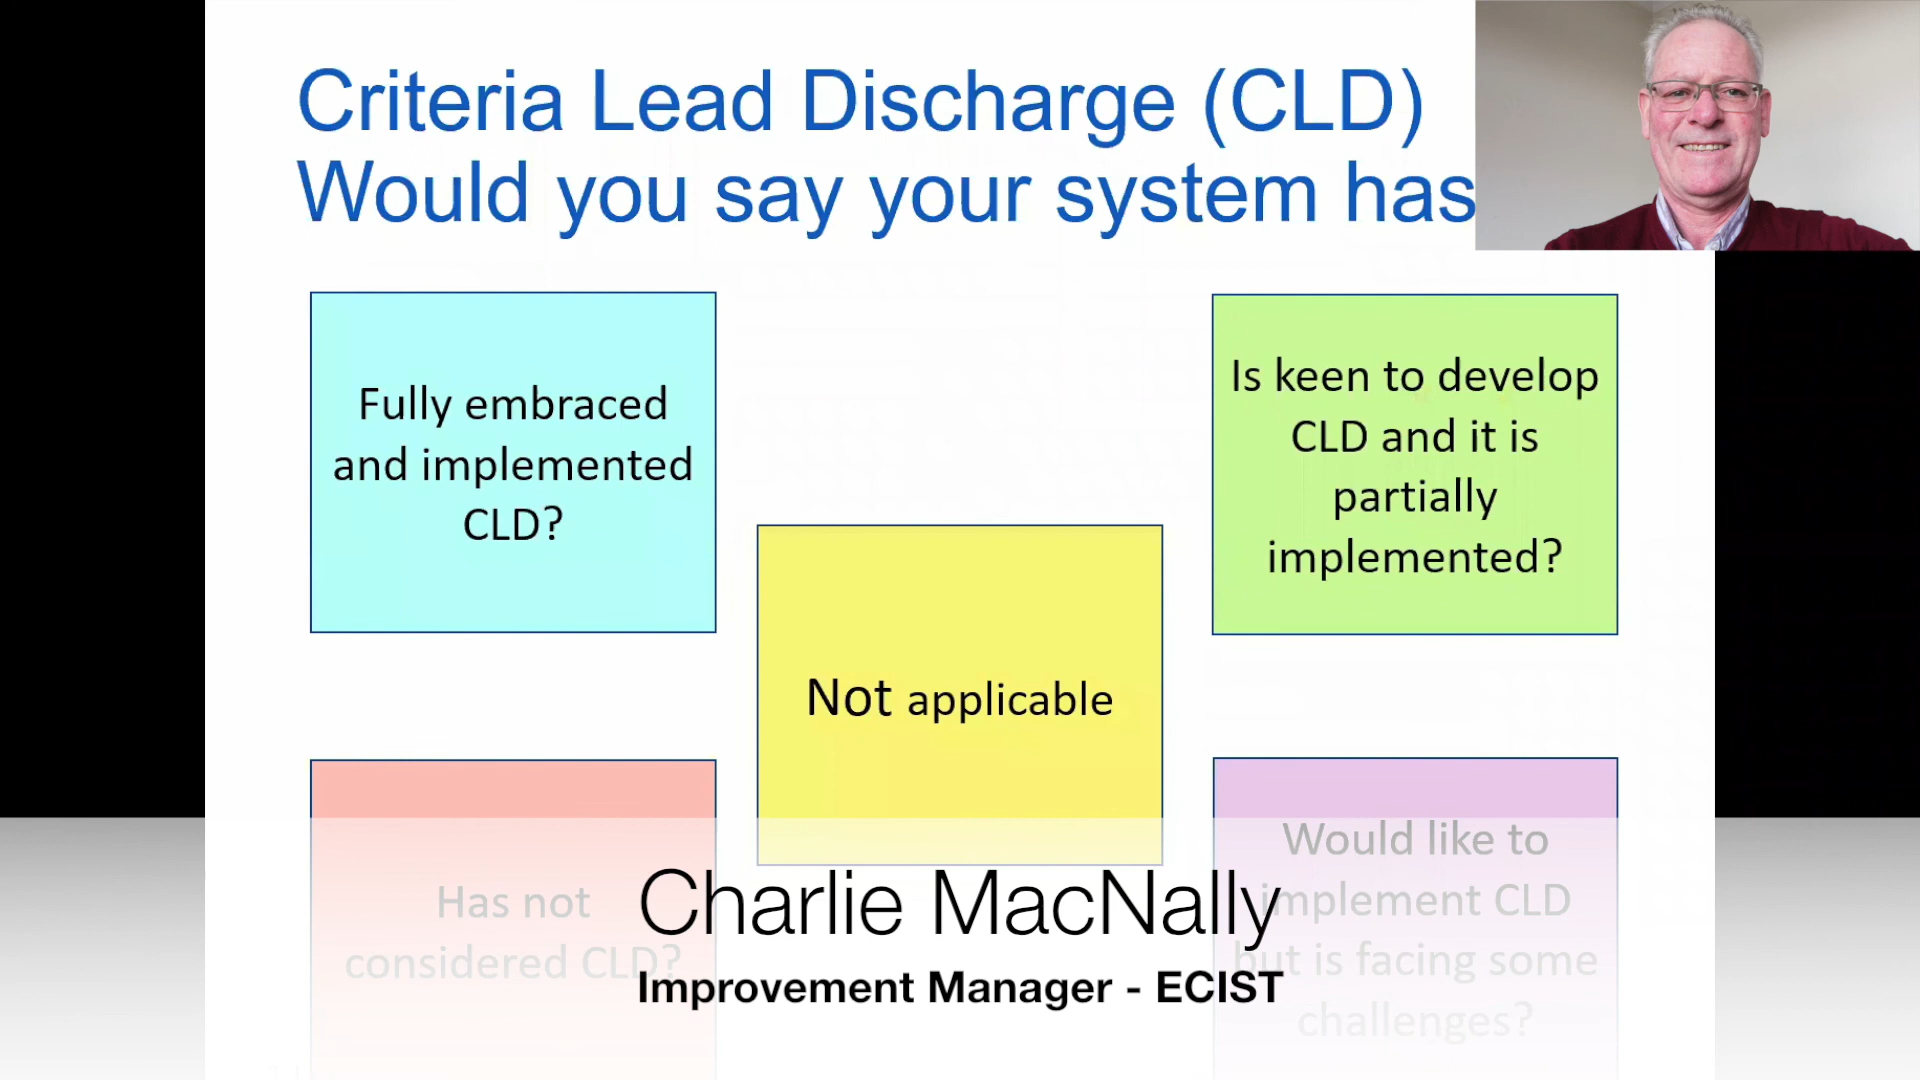 Criteria Lead Discharge (CLD)
Would you say your system has
Fully embraced
and implemented
CLD?
Is keen to develop
CLD and it is
partially
implemented?
Not applicable
Has not
considered CLD?
Would like to
implement CLD
but is facing some
challenges?
Charlie MacNally
Improvement Manager - ECIST